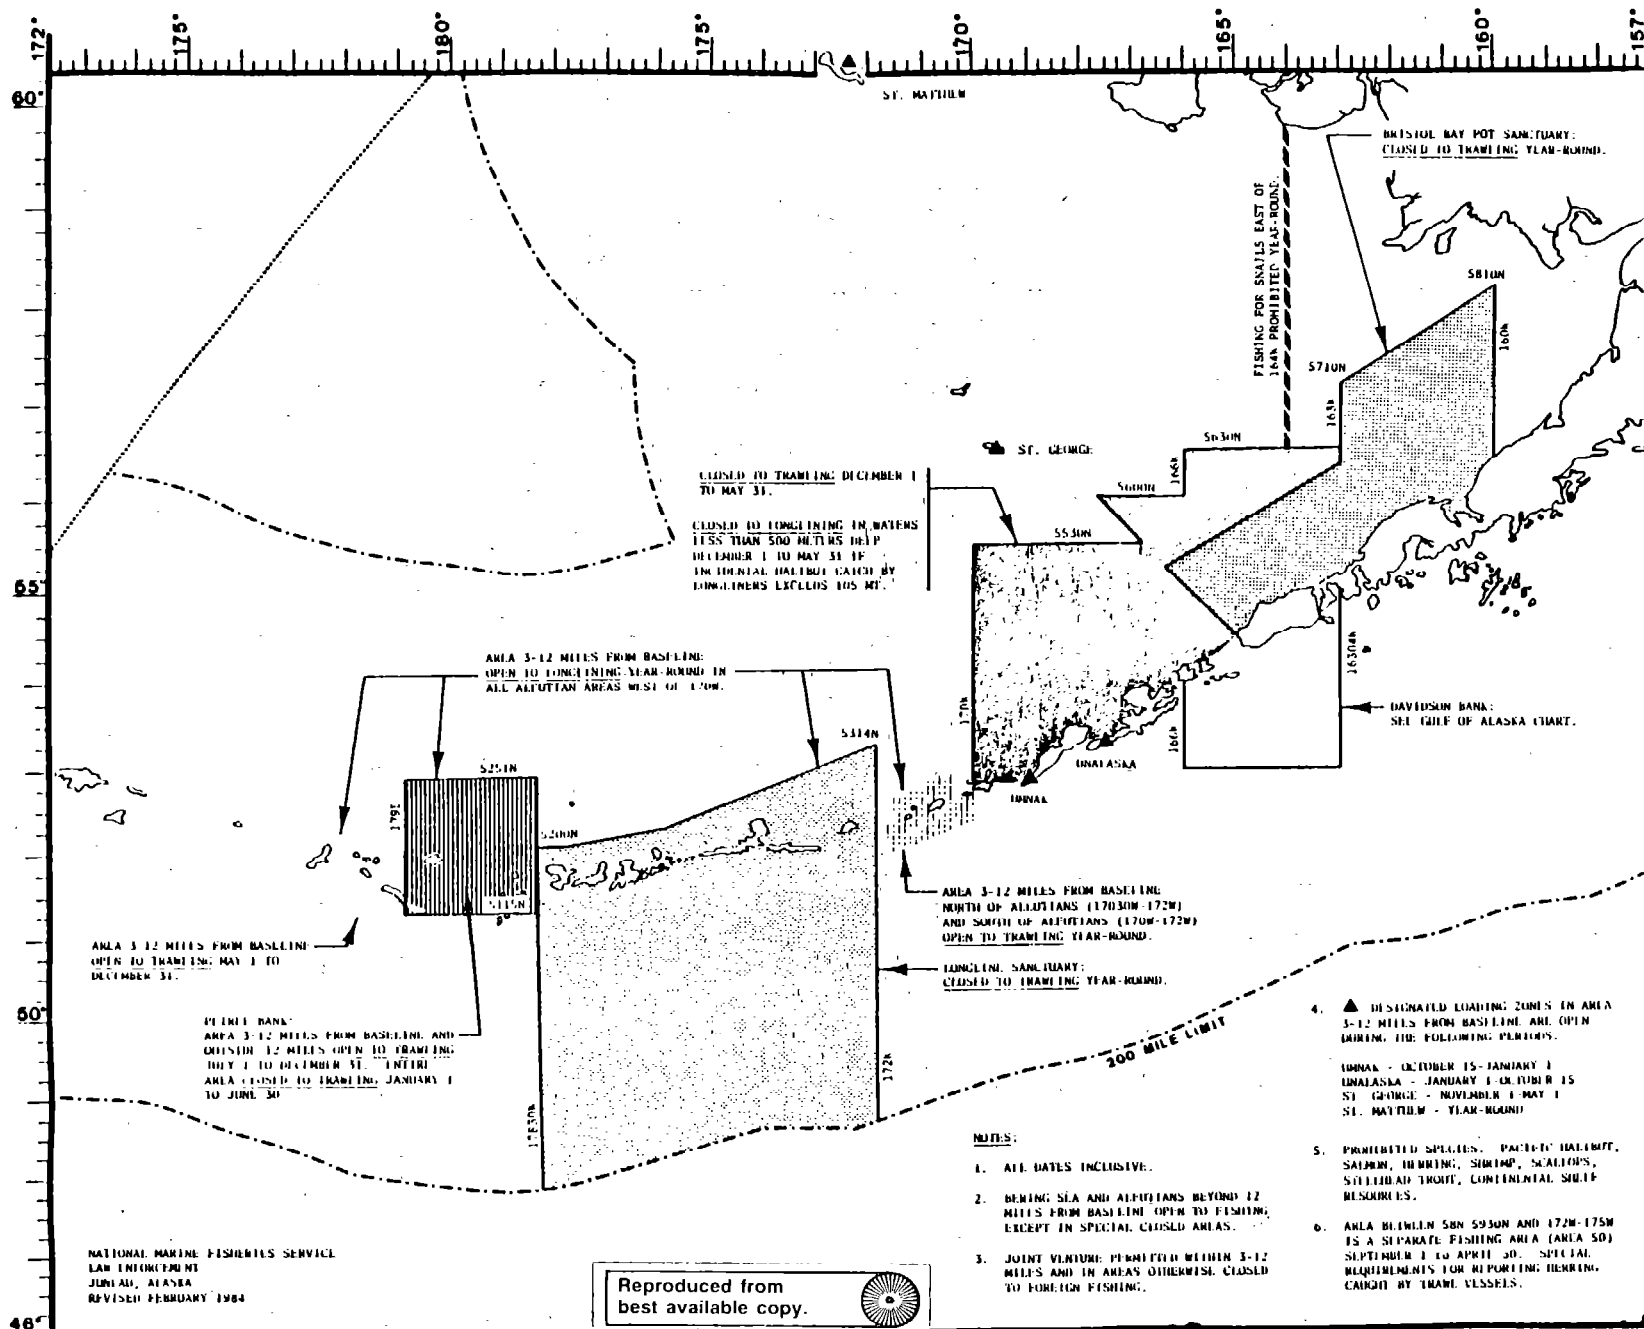 172°
175°
180°
175°
170°
165°
160°
157°
60°
55°
50°
46°
ST. MATTHEW
BRISTOL BAY POT SANCTUARY:
CLOSED TO TRAWLING YEAR-ROUND.
FISHING FOR SNAILS EAST OF
164W PROHIBITED YEAR-ROUND.
5810N
160W
5710N
163W
5630N
166W
5600N
5530N
ST. GEORGE
CLOSED TO TRAWLING DECEMBER 1
TO MAY 31.
CLOSED TO LONGLINING IN WATERS
LESS THAN 500 METERS DEEP
DECEMBER 1 TO MAY 31 IF
INCIDENTAL HALIBUT CATCH BY
LONGLINERS EXCEEDS 105 MT.
AREA 3-12 MILES FROM BASELINE
OPEN TO LONGLINING YEAR-ROUND IN
ALL ALEUTIAN AREAS WEST OF 170W.
170W
16304W
166W
DAVIDSON BANK:
SEE GULF OF ALASKA CHART.
UNALASKA
UMNAK
5314N
5251N
179E
5200N
5115N
AREA 3-12 MILES FROM BASELINE
NORTH OF ALEUTIANS (17030W-172W)
AND SOUTH OF ALEUTIANS (170W-172W)
OPEN TO TRAWLING YEAR-ROUND.
LONGLINE SANCTUARY:
CLOSED TO TRAWLING YEAR-ROUND.
AREA 3-12 MILES FROM BASELINE
OPEN TO TRAWLING MAY 1 TO
DECEMBER 31.
PETREL BANK:
AREA 3-12 MILES FROM BASELINE AND
OUTSIDE 12 MILES OPEN TO TRAWLING
JULY 1 TO DECEMBER 31. ENTIRE
AREA CLOSED TO TRAWLING JANUARY 1
TO JUNE 30
17830W
172W
200 MILE LIMIT
NOTES:
1. ALL DATES INCLUSIVE.
2. BERING SEA AND ALEUTIANS BEYOND 12
MILES FROM BASELINE OPEN TO FISHING
EXCEPT IN SPECIAL CLOSED AREAS.
3. JOINT VENTURE PERMITTED WITHIN 3-12
MILES AND IN AREAS OTHERWISE CLOSED
TO FOREIGN FISHING.
4. ▲ DESIGNATED LOADING ZONES IN AREA
3-12 MILES FROM BASELINE ARE OPEN
DURING THE FOLLOWING PERIODS.
UMNAK - OCTOBER 15-JANUARY 1
UNALASKA - JANUARY 1-OCTOBER 15
ST. GEORGE - NOVEMBER 1-MAY 1
ST. MATTHEW - YEAR-ROUND
5. PROHIBITED SPECIES. PACIFIC HALIBUT,
SALMON, HERRING, SHRIMP, SCALLOPS,
STEELHEAD TROUT, CONTINENTAL SHELF
RESOURCES.
6. AREA BETWEEN 58N 5930N AND 172W-175W
IS A SEPARATE FISHING AREA (AREA 50)
SEPTEMBER 1 TO APRIL 30. SPECIAL
REQUIREMENTS FOR REPORTING HERRING
CAUGHT BY TRAWL VESSELS.
NATIONAL MARINE FISHERIES SERVICE
LAW ENFORCEMENT
JUNEAU, ALASKA
REVISED FEBRUARY 1984
Reproduced from
best available copy.